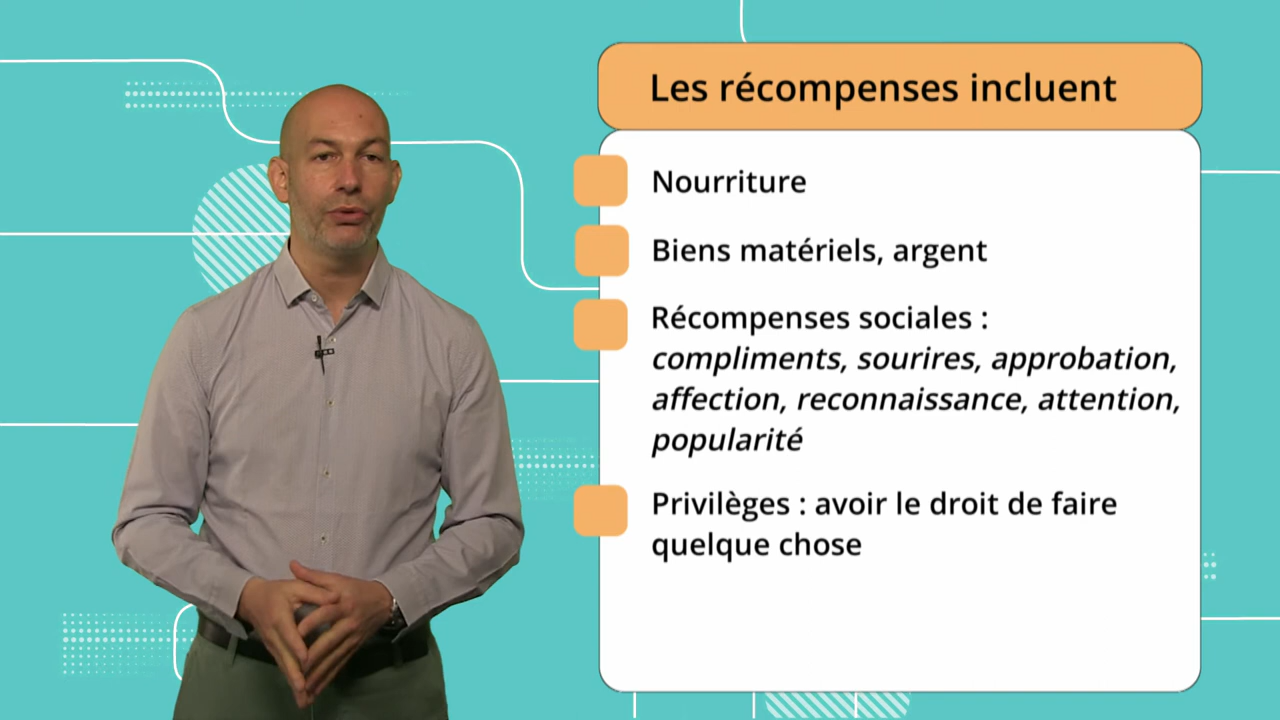 Les récompenses incluent
Nourriture
Biens matériels, argent
Récompenses sociales :
compliments, sourires, approbation,
affection, reconnaissance, attention,
popularité
Privilèges : avoir le droit de faire
quelque chose